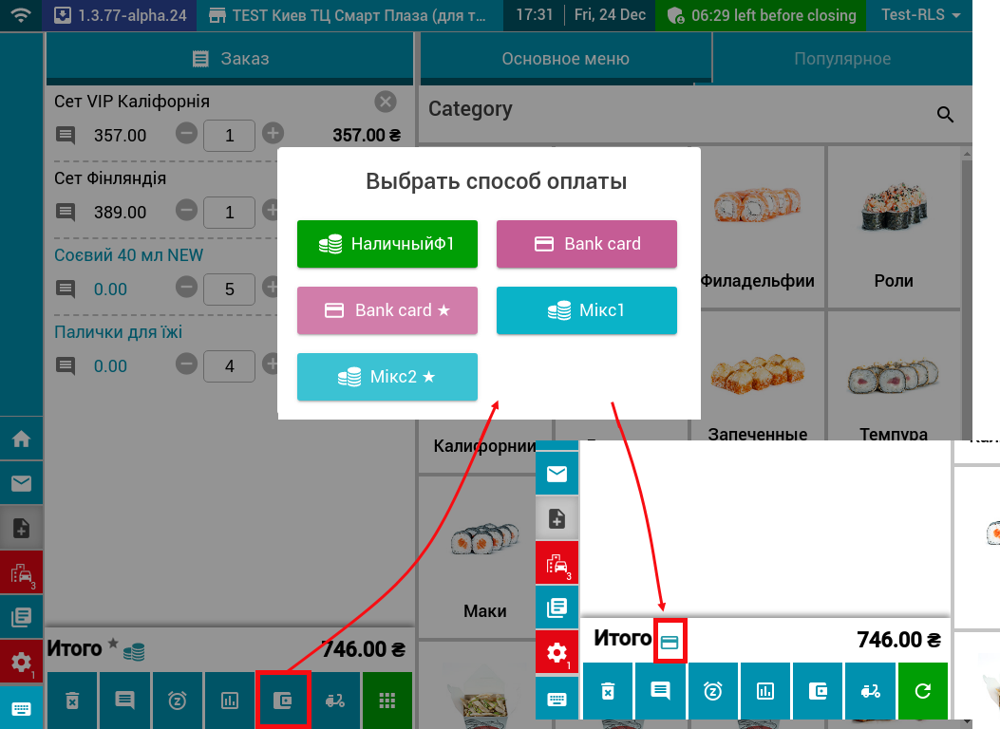 1.3.77-alpha.24
TEST Киев ТЦ Смарт Плаза (для т...
17:31
Fri, 24 Dec
06:29 left before closing
Test-RLS
Заказ
Основное меню
Популярное
Сет VIP Каліфорнія
357.00
1
357.00 ₴
Сет Фінляндія
389.00
1
Соєвий 40 мл NEW
0.00
5
Палички для їжі
0.00
4
Category
Выбрать способ оплаты
НаличныйФ1
Bank card
Bank card ★
Мікс1
Мікс2 ★
Филадельфии
Роли
Запеченные
Темпура
Калифорнии
Маки
3
1
Итого
746.00 ₴
3
1
Итого
746.00 ₴